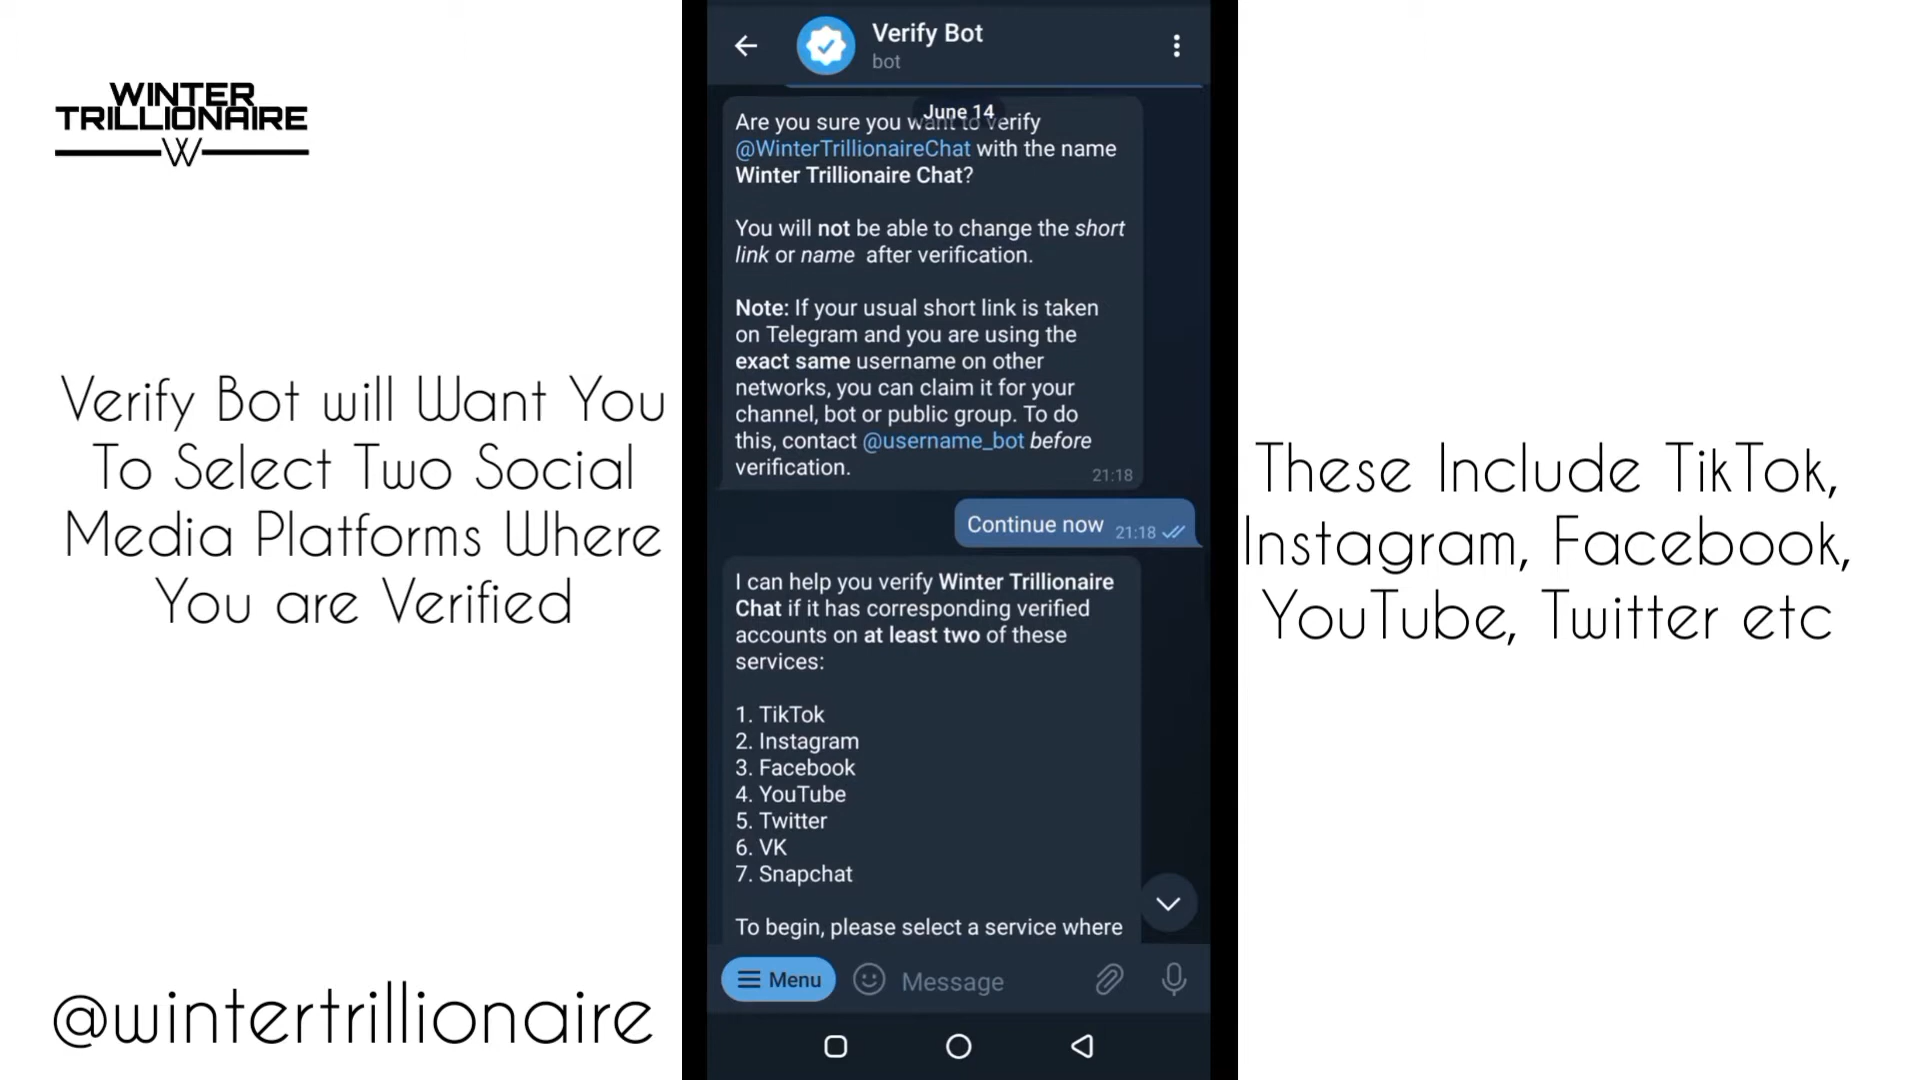 WINTER
TRILLIONAIRE
W
Verify Bot will Want You
To Select Two Social
Media Platforms Where
You are Verified
@wintertrillionaire
Verify Bot
bot
June 14
Are you sure you want to verify
@WinterTrillionaireChat with the name
Winter Trillionaire Chat?
You will not be able to change the short
link or name after verification.
Note: If your usual short link is taken
on Telegram and you are using the
exact same username on other
networks, you can claim it for your
channel, bot or public group. To do
this, contact @username_bot before
verification.
21:18
Continue now 21:18
I can help you verify Winter Trillionaire
Chat if it has corresponding verified
accounts on at least two of these
services:
1. TikTok
2. Instagram
3. Facebook
4. YouTube
5. Twitter
6. VK
7. Snapchat
To begin, please select a service where
Menu
Message
These Include TikTok,
Instagram, Facebook,
YouTube, Twitter etc